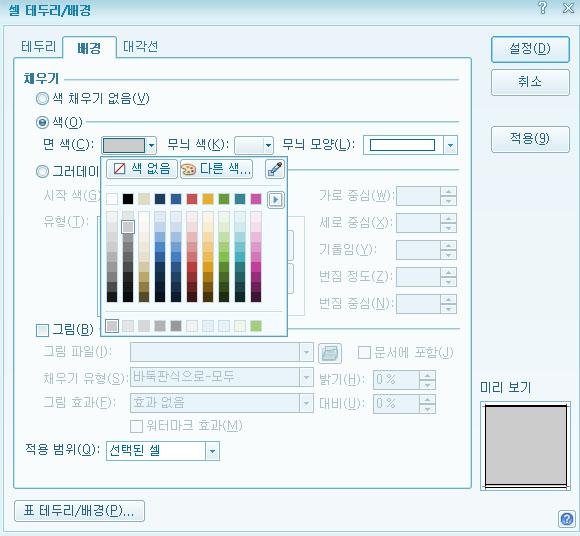 셀 테두리/배경
테두리 배경 대각선
설정(D)
취소
적용(9)
채우기
색 채우기 없음(V)
색(O)
면 색(C): 무늬 색(K): 무늬 모양(L):
색 없음 다른 색...
그러데이
시작 색(G 가로 중심(W):
유형(T): 세로 중심(X):
기울임(Y):
번짐 정도(Z):
번짐 중심(N):
그림(B)
그림 파일(I): 문서에 포함(J)
채우기 유형(S): 바둑판식으로-모두 밝기(H): 0 %
그림 효과(F): 효과 없음 대비(U): 0 %
워터마크 효과(M)
적용 범위(Q): 선택된 셀
미리 보기
표 테두리/배경(P)...